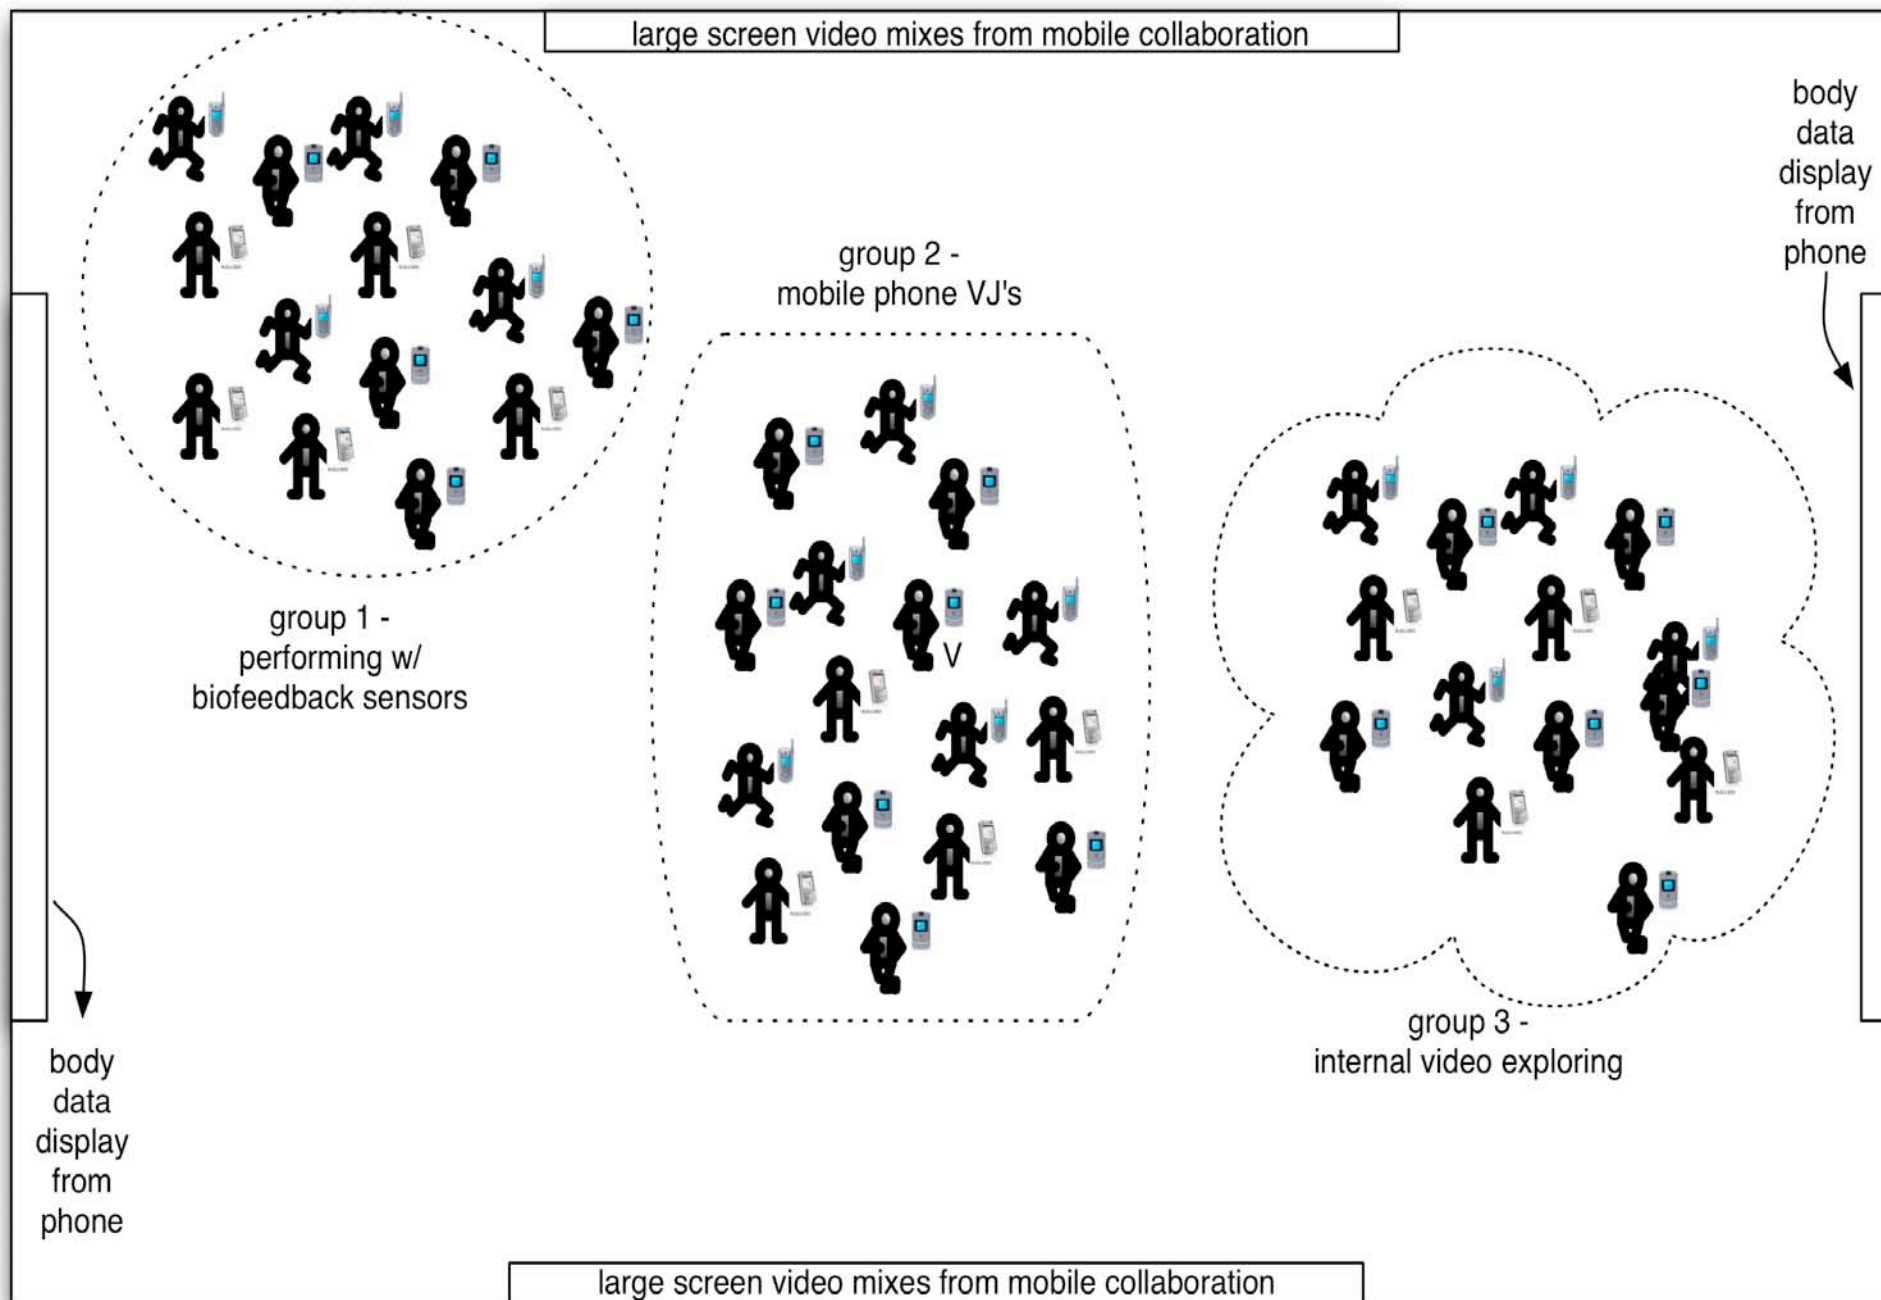 large screen video mixes from mobile collaboration
body
data
display
from
phone
group 2 -
mobile phone VJ's
group 1 -
performing w/
biofeedback sensors
V
group 3 -
internal video exploring
body
data
display
from
phone
large screen video mixes from mobile collaboration